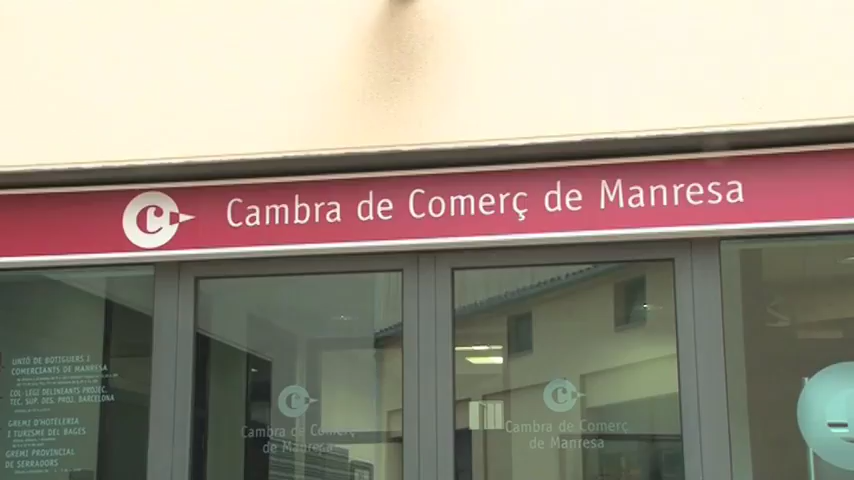 Cambra de Comerç de Manresa
UNIÓ DE BOTIGUERS I
COMERCIANTS DE MANRESA
COL·LEGI DELINEANTS PROJEC.
TEC. SUP. DES. PROJ. BARCELONA
GREMI D'HOTELERIA
I TURISME DEL BAGES
GREMI PROVINCIAL
DE SERRADORS
Cambra de Comerç
de Manresa
Cambra de Comerç
de Manresa